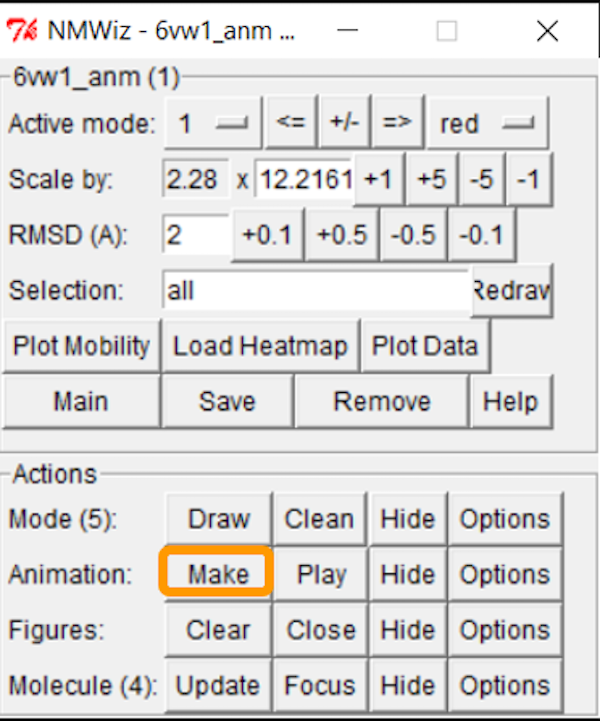 NMWiz - 6vw1_anm ...
6vw1_anm (1)
Active mode: 1 <= +/- => red
Scale by: 2.28 x 12.2161 +1 +5 -5 -1
RMSD (A): 2 +0.1 +0.5 -0.5 -0.1
Selection: all Redraw
Plot Mobility Load Heatmap Plot Data
Main Save Remove Help
Actions
Mode (5): Draw Clean Hide Options
Animation: Make Play Hide Options
Figures: Clear Close Hide Options
Molecule (4): Update Focus Hide Options